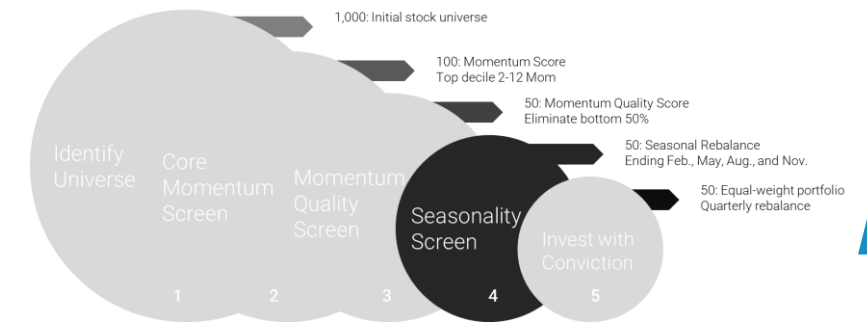 1,000: Initial stock universe
100: Momentum Score
Top decile 2-12 Mom
50: Momentum Quality Score
Eliminate bottom 50%
50: Seasonal Rebalance
Ending Feb., May, Aug., and Nov.
50: Equal-weight portfolio
Quarterly rebalance
Identify
Universe
Core
Momentum
Screen
Momentum
Quality
Screen
Seasonality
Screen
Invest with
Conviction
1
2
3
4
5